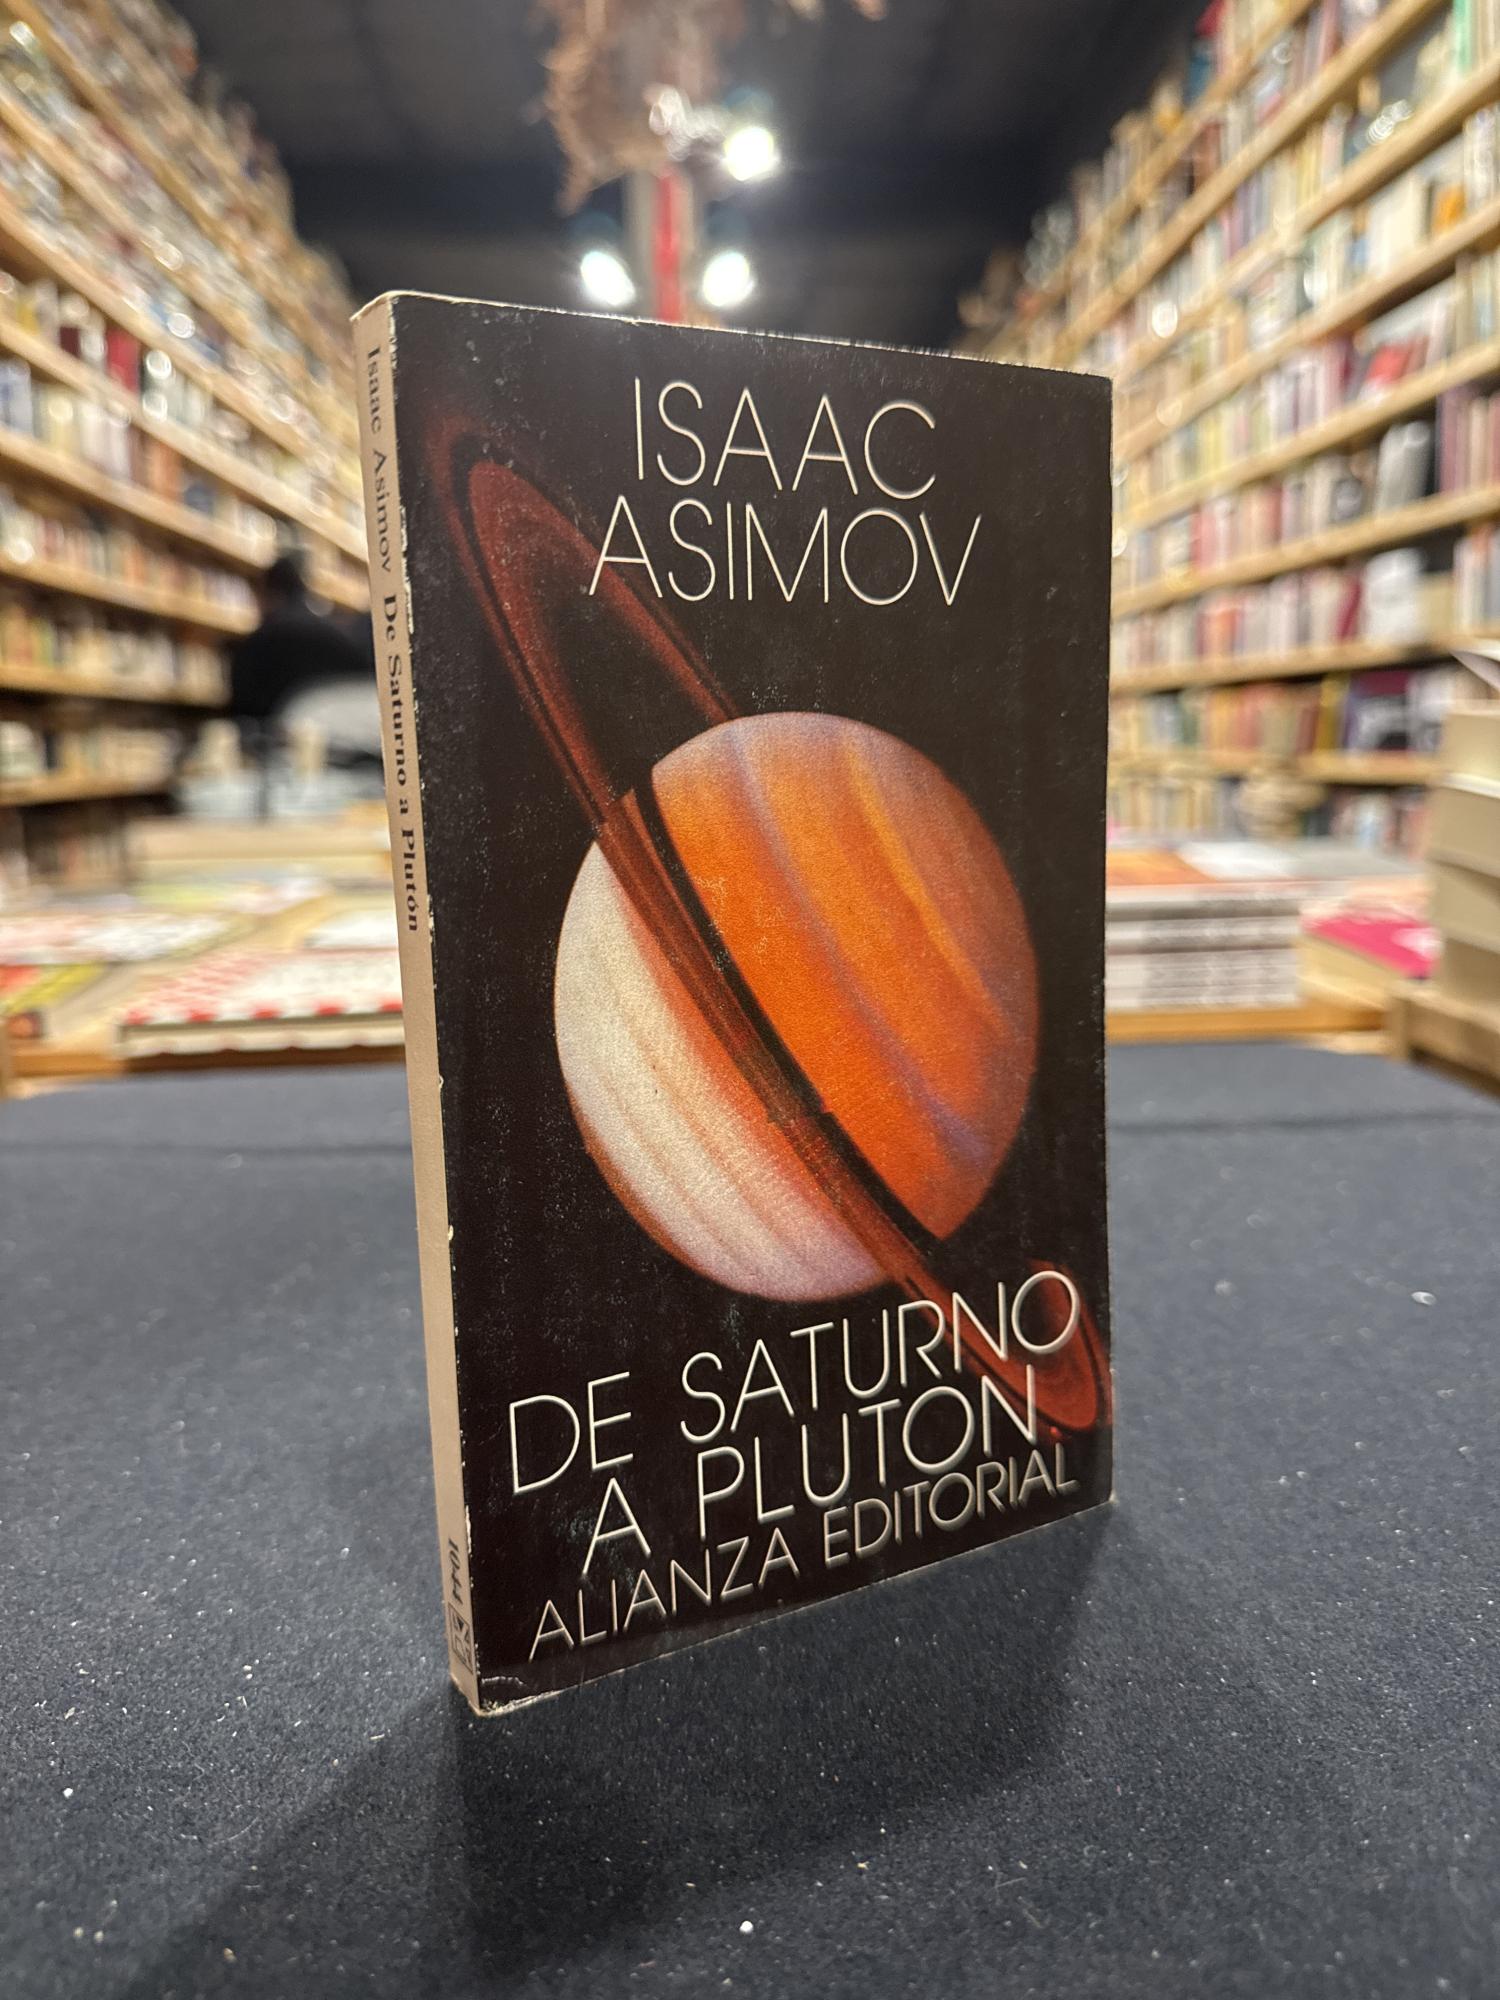 ISAAC
ASIMOV
DE SATURNO
A PLUTON
ALIANZA EDITORIAL
Isaac Asimov De Saturno a Plutón
1044